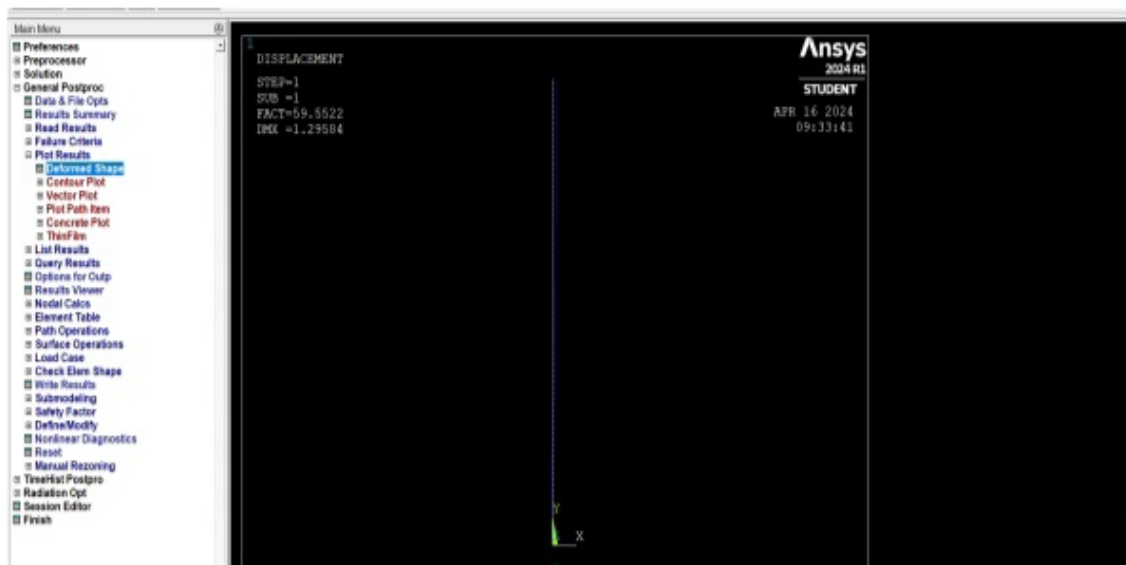 Main Menu
Preferences
Preprocessor
Solution
General Postproc
Data & File Opts
Results Summary
Read Results
Failure Criteria
Plot Results
Deformed Shape
Contour Plot
Vector Plot
Plot Path Item
Concrete Plot
ThinFilm
List Results
Query Results
Options for Outp
Results Viewer
Nodal Calcs
Element Table
Path Operations
Surface Operations
Load Case
Check Elem Shape
Write Results
Submodeling
Safety Factor
Define/Modify
Nonlinear Diagnostics
Reset
Manual Rezoning
TimeHist Postpro
Radiation Opt
Session Editor
Finish
1
DISPLACEMENT
STEP=1
SUB =1
FACT=59.5522
DMX =1.29584
Ansys
2024 R1
STUDENT
APR 16 2024
09:33:41
Y
X